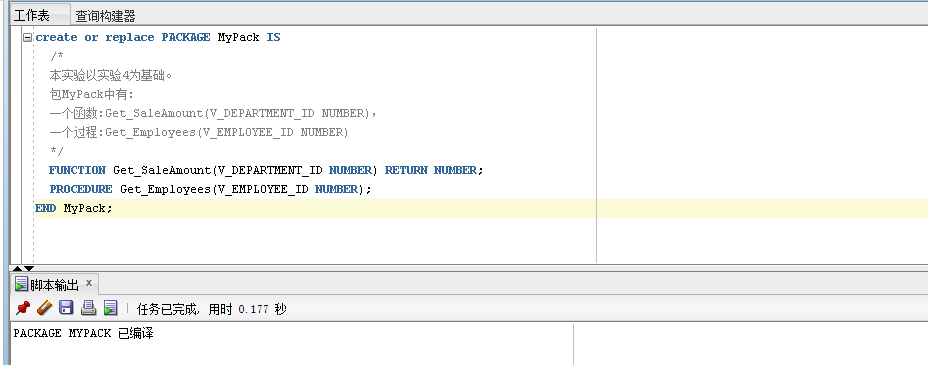 工作表 查询构建器
create or replace PACKAGE MyPack IS
/*
本实验以实验4为基础。
包MyPack中有:
一个函数:Get_SaleAmount(V_DEPARTMENT_ID NUMBER)，
一个过程:Get_Employees(V_EMPLOYEE_ID NUMBER)
*/
FUNCTION Get_SaleAmount(V_DEPARTMENT_ID NUMBER) RETURN NUMBER;
PROCEDURE Get_Employees(V_EMPLOYEE_ID NUMBER);
END MyPack;
脚本输出 x
任务已完成, 用时 0.177 秒
PACKAGE MYPACK 已编译